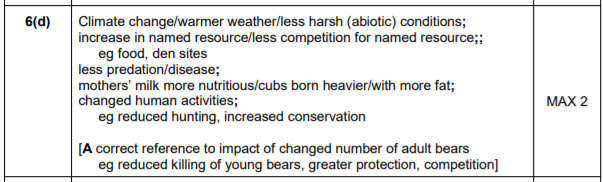 6(d)
Climate change/warmer weather/less harsh (abiotic) conditions;
increase in named resource/less competition for named resource;;
eg food, den sites
less predation/disease;
mothers' milk more nutritious/cubs born heavier/with more fat;
changed human activities;
eg reduced hunting, increased conservation
[A correct reference to impact of changed number of adult bears
eg reduced killing of young bears, greater protection, competition]
MAX 2